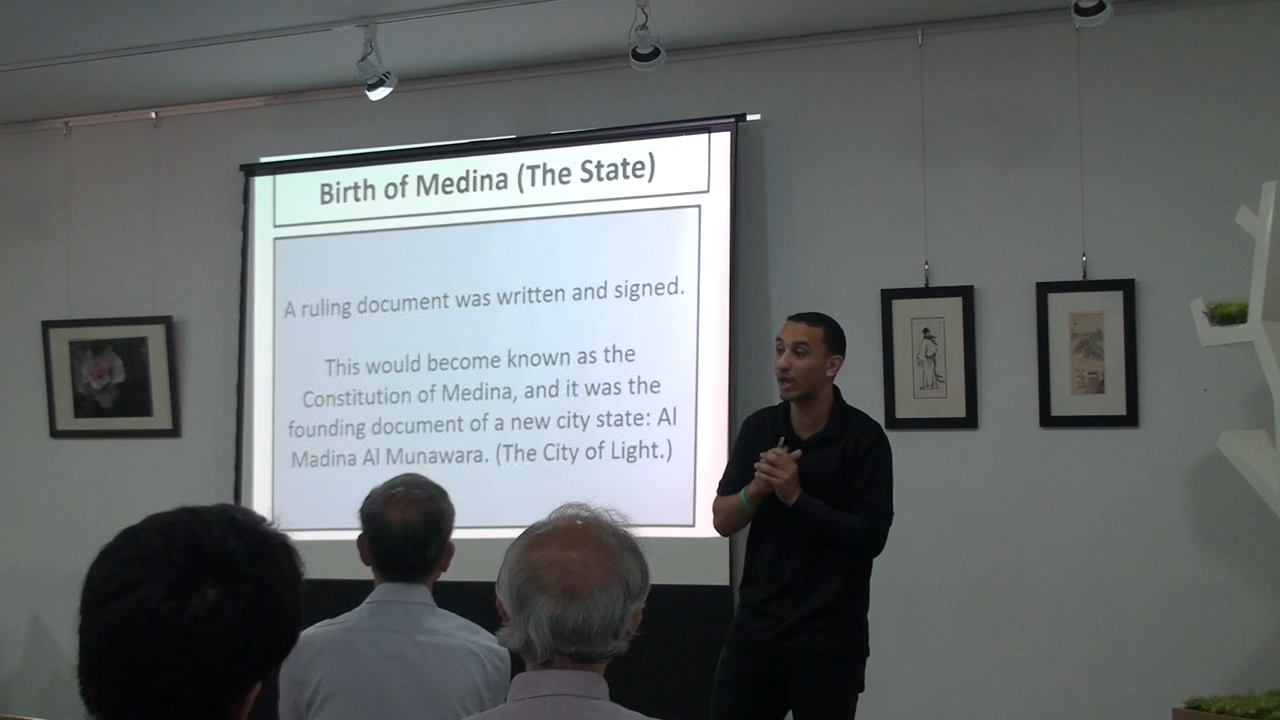 Birth of Medina (The State)
A ruling document was written and signed.
This would become known as the
Constitution of Medina, and it was the
founding document of a new city state: Al
Madina Al Munawara. (The City of Light.)